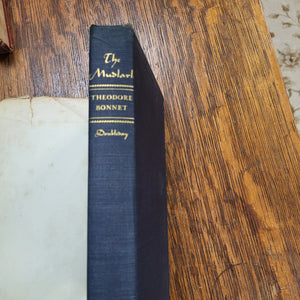 The
Mudlark
THEODORE
BONNET
Doubleday